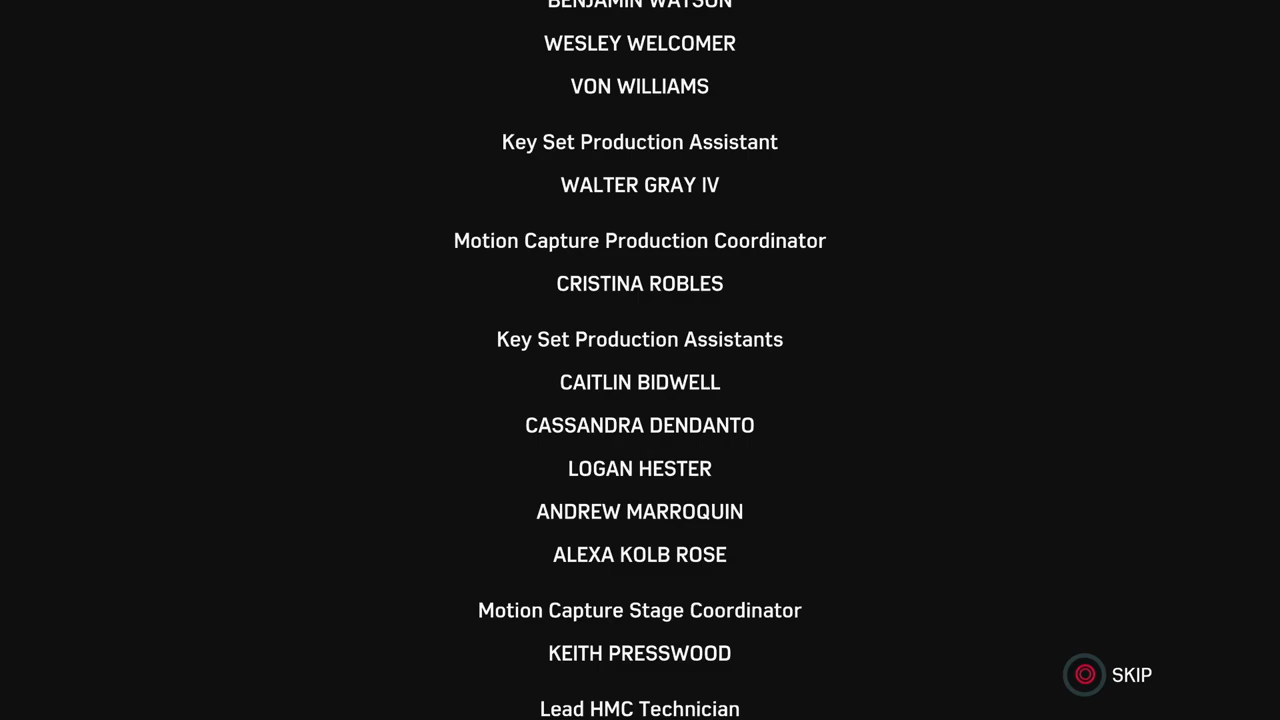 BENJAMIN WATSON
WESLEY WELCOMER
VON WILLIAMS
Key Set Production Assistant
WALTER GRAY IV
Motion Capture Production Coordinator
CRISTINA ROBLES
Key Set Production Assistants
CAITLIN BIDWELL
CASSANDRA DENDANTO
LOGAN HESTER
ANDREW MARROQUIN
ALEXA KOLB ROSE
Motion Capture Stage Coordinator
KEITH PRESSWOOD
SKIP
Lead HMC Technician